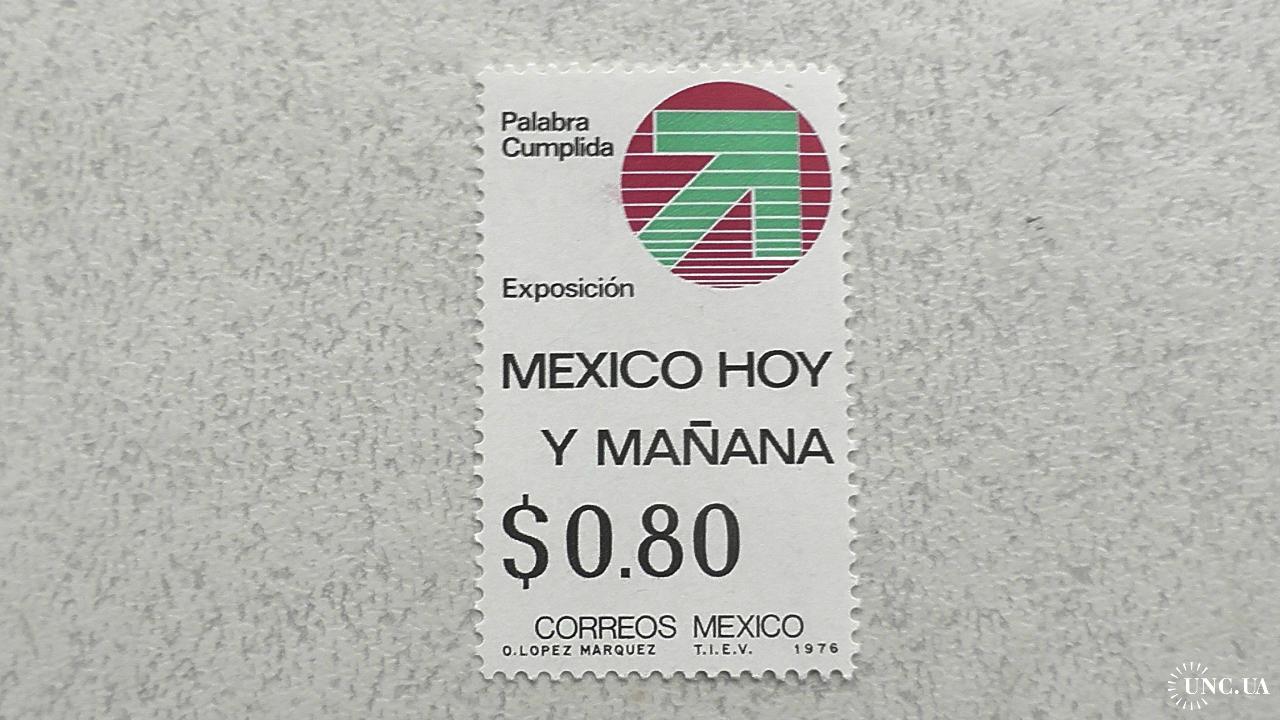 Palabra
Cumplida
Exposición
MEXICO HOY
Y MAÑANA
$0.80
CORREOS MEXICO
O.LOPEZ MARQUEZ T.I.E.V. 1976
UNC.UA